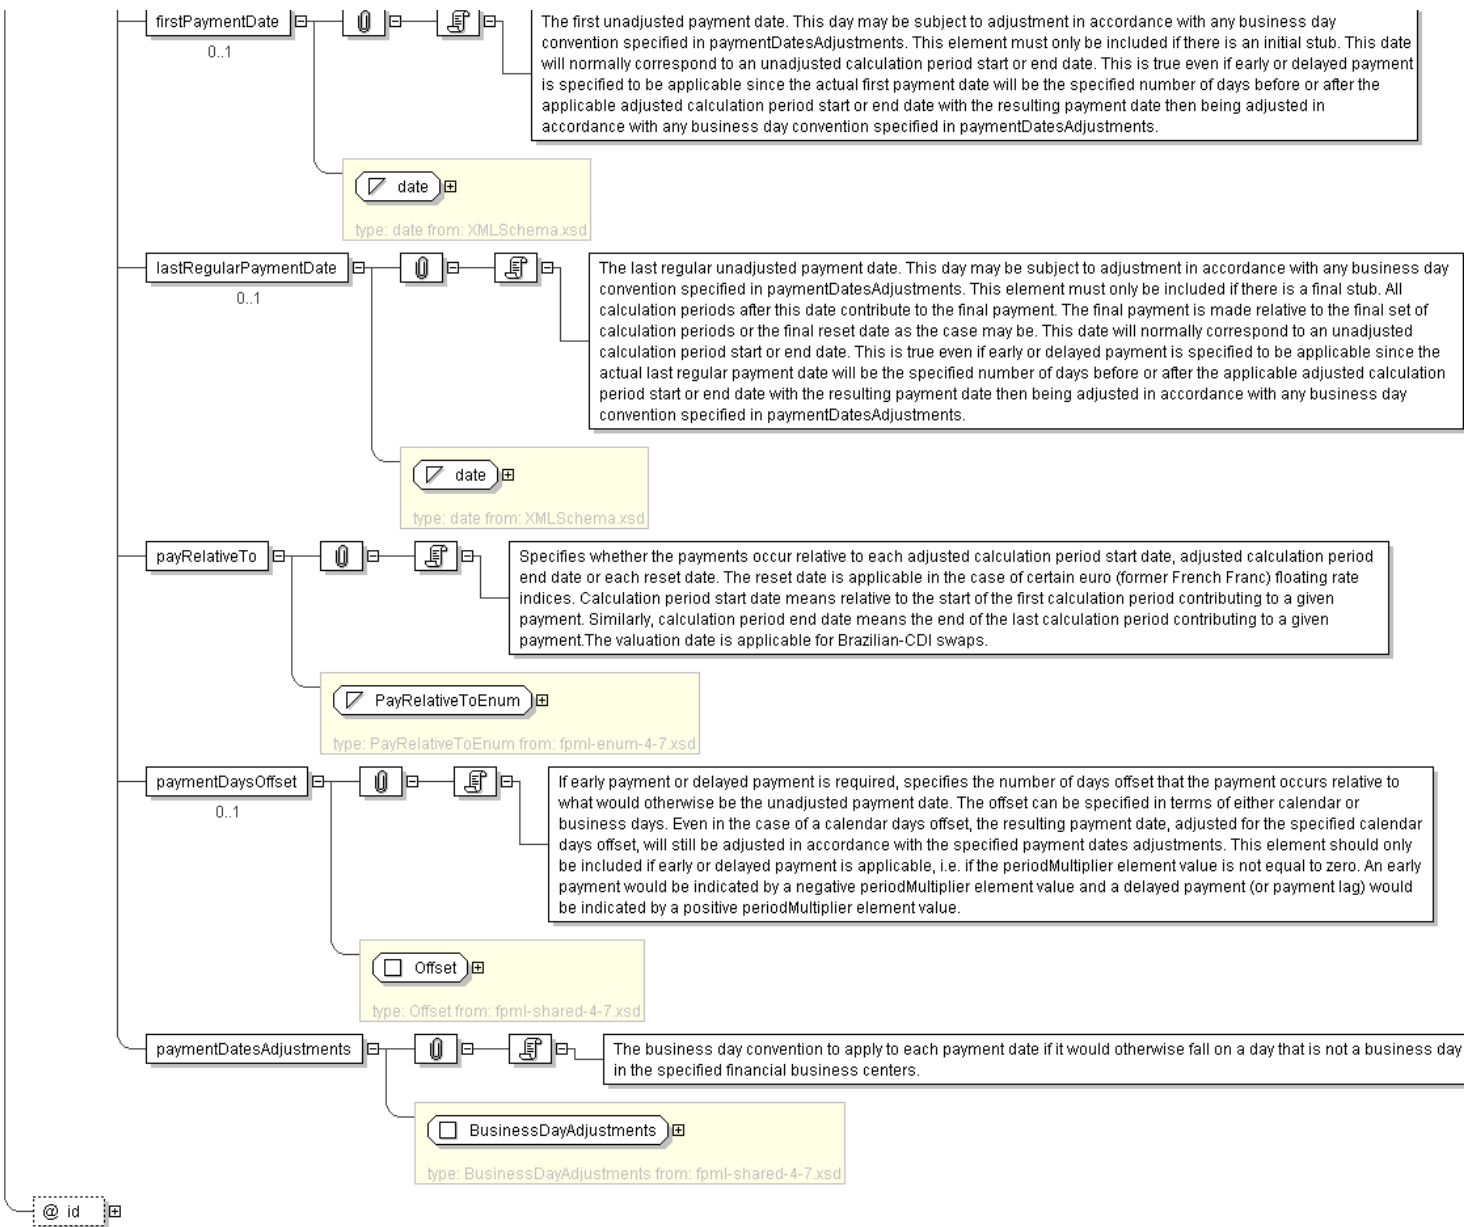 firstPaymentDate
0..1
The first unadjusted payment date. This day may be subject to adjustment in accordance with any business day
convention specified in paymentDatesAdjustments. This element must only be included if there is an initial stub. This date
will normally correspond to an unadjusted calculation period start or end date. This is true even if early or delayed payment
is specified to be applicable since the actual first payment date will be the specified number of days before or after the
applicable adjusted calculation period start or end date with the resulting payment date then being adjusted in
accordance with any business day convention specified in paymentDatesAdjustments.
date
type: date from: XMLSchema.xsd
lastRegularPaymentDate
0..1
The last regular unadjusted payment date. This day may be subject to adjustment in accordance with any business day
convention specified in paymentDatesAdjustments. This element must only be included if there is a final stub. All
calculation periods after this date contribute to the final payment. The final payment is made relative to the final set of
calculation periods or the final reset date as the case may be. This date will normally correspond to an unadjusted
calculation period start or end date. This is true even if early or delayed payment is specified to be applicable since the
actual last regular payment date will be the specified number of days before or after the applicable adjusted calculation
period start or end date with the resulting payment date then being adjusted in accordance with any business day
convention specified in paymentDatesAdjustments.
date
type: date from: XMLSchema.xsd
payRelativeTo
Specifies whether the payments occur relative to each adjusted calculation period start date, adjusted calculation period
end date or each reset date. The reset date is applicable in the case of certain euro (former French Franc) floating rate
indices. Calculation period start date means relative to the start of the first calculation period contributing to a given
payment. Similarly, calculation period end date means the end of the last calculation period contributing to a given
payment.The valuation date is applicable for Brazilian-CDI swaps.
PayRelativeToEnum
type: PayRelativeToEnum from: fpml-enum-4-7.xsd
paymentDaysOffset
0..1
If early payment or delayed payment is required, specifies the number of days offset that the payment occurs relative to
what would otherwise be the unadjusted payment date. The offset can be specified in terms of either calendar or
business days. Even in the case of a calendar days offset, the resulting payment date, adjusted for the specified calendar
days offset, will still be adjusted in accordance with the specified payment dates adjustments. This element should only
be included if early or delayed payment is applicable, i.e. if the periodMultiplier element value is not equal to zero. An early
payment would be indicated by a negative periodMultiplier element value and a delayed payment (or payment lag) would
be indicated by a positive periodMultiplier element value.
Offset
type: Offset from: fpml-shared-4-7.xsd
paymentDatesAdjustments
The business day convention to apply to each payment date if it would otherwise fall on a day that is not a business day
in the specified financial business centers.
BusinessDayAdjustments
type: BusinessDayAdjustments from: fpml-shared-4-7.xsd
@ id